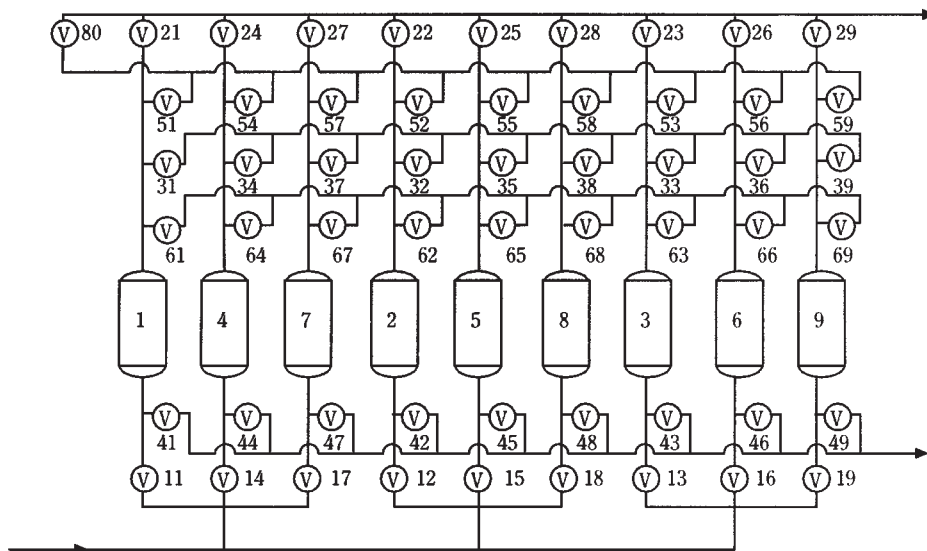 V 80 V 21 V 24 V 27 V 22 V 25 V 28 V 23 V 26 V 29
V V V V V V V V V
51 54 57 52 55 58 53 56 59
V V V V V V V V V
31 34 37 32 35 38 33 36 39
V V V V V V V V V
61 64 67 62 65 68 63 66 69
1 4 7 2 5 8 3 6 9
V V V V V V V V V
41 44 47 42 45 48 43 46 49
V 11 V 14 V 17 V 12 V 15 V 18 V 13 V 16 V 19